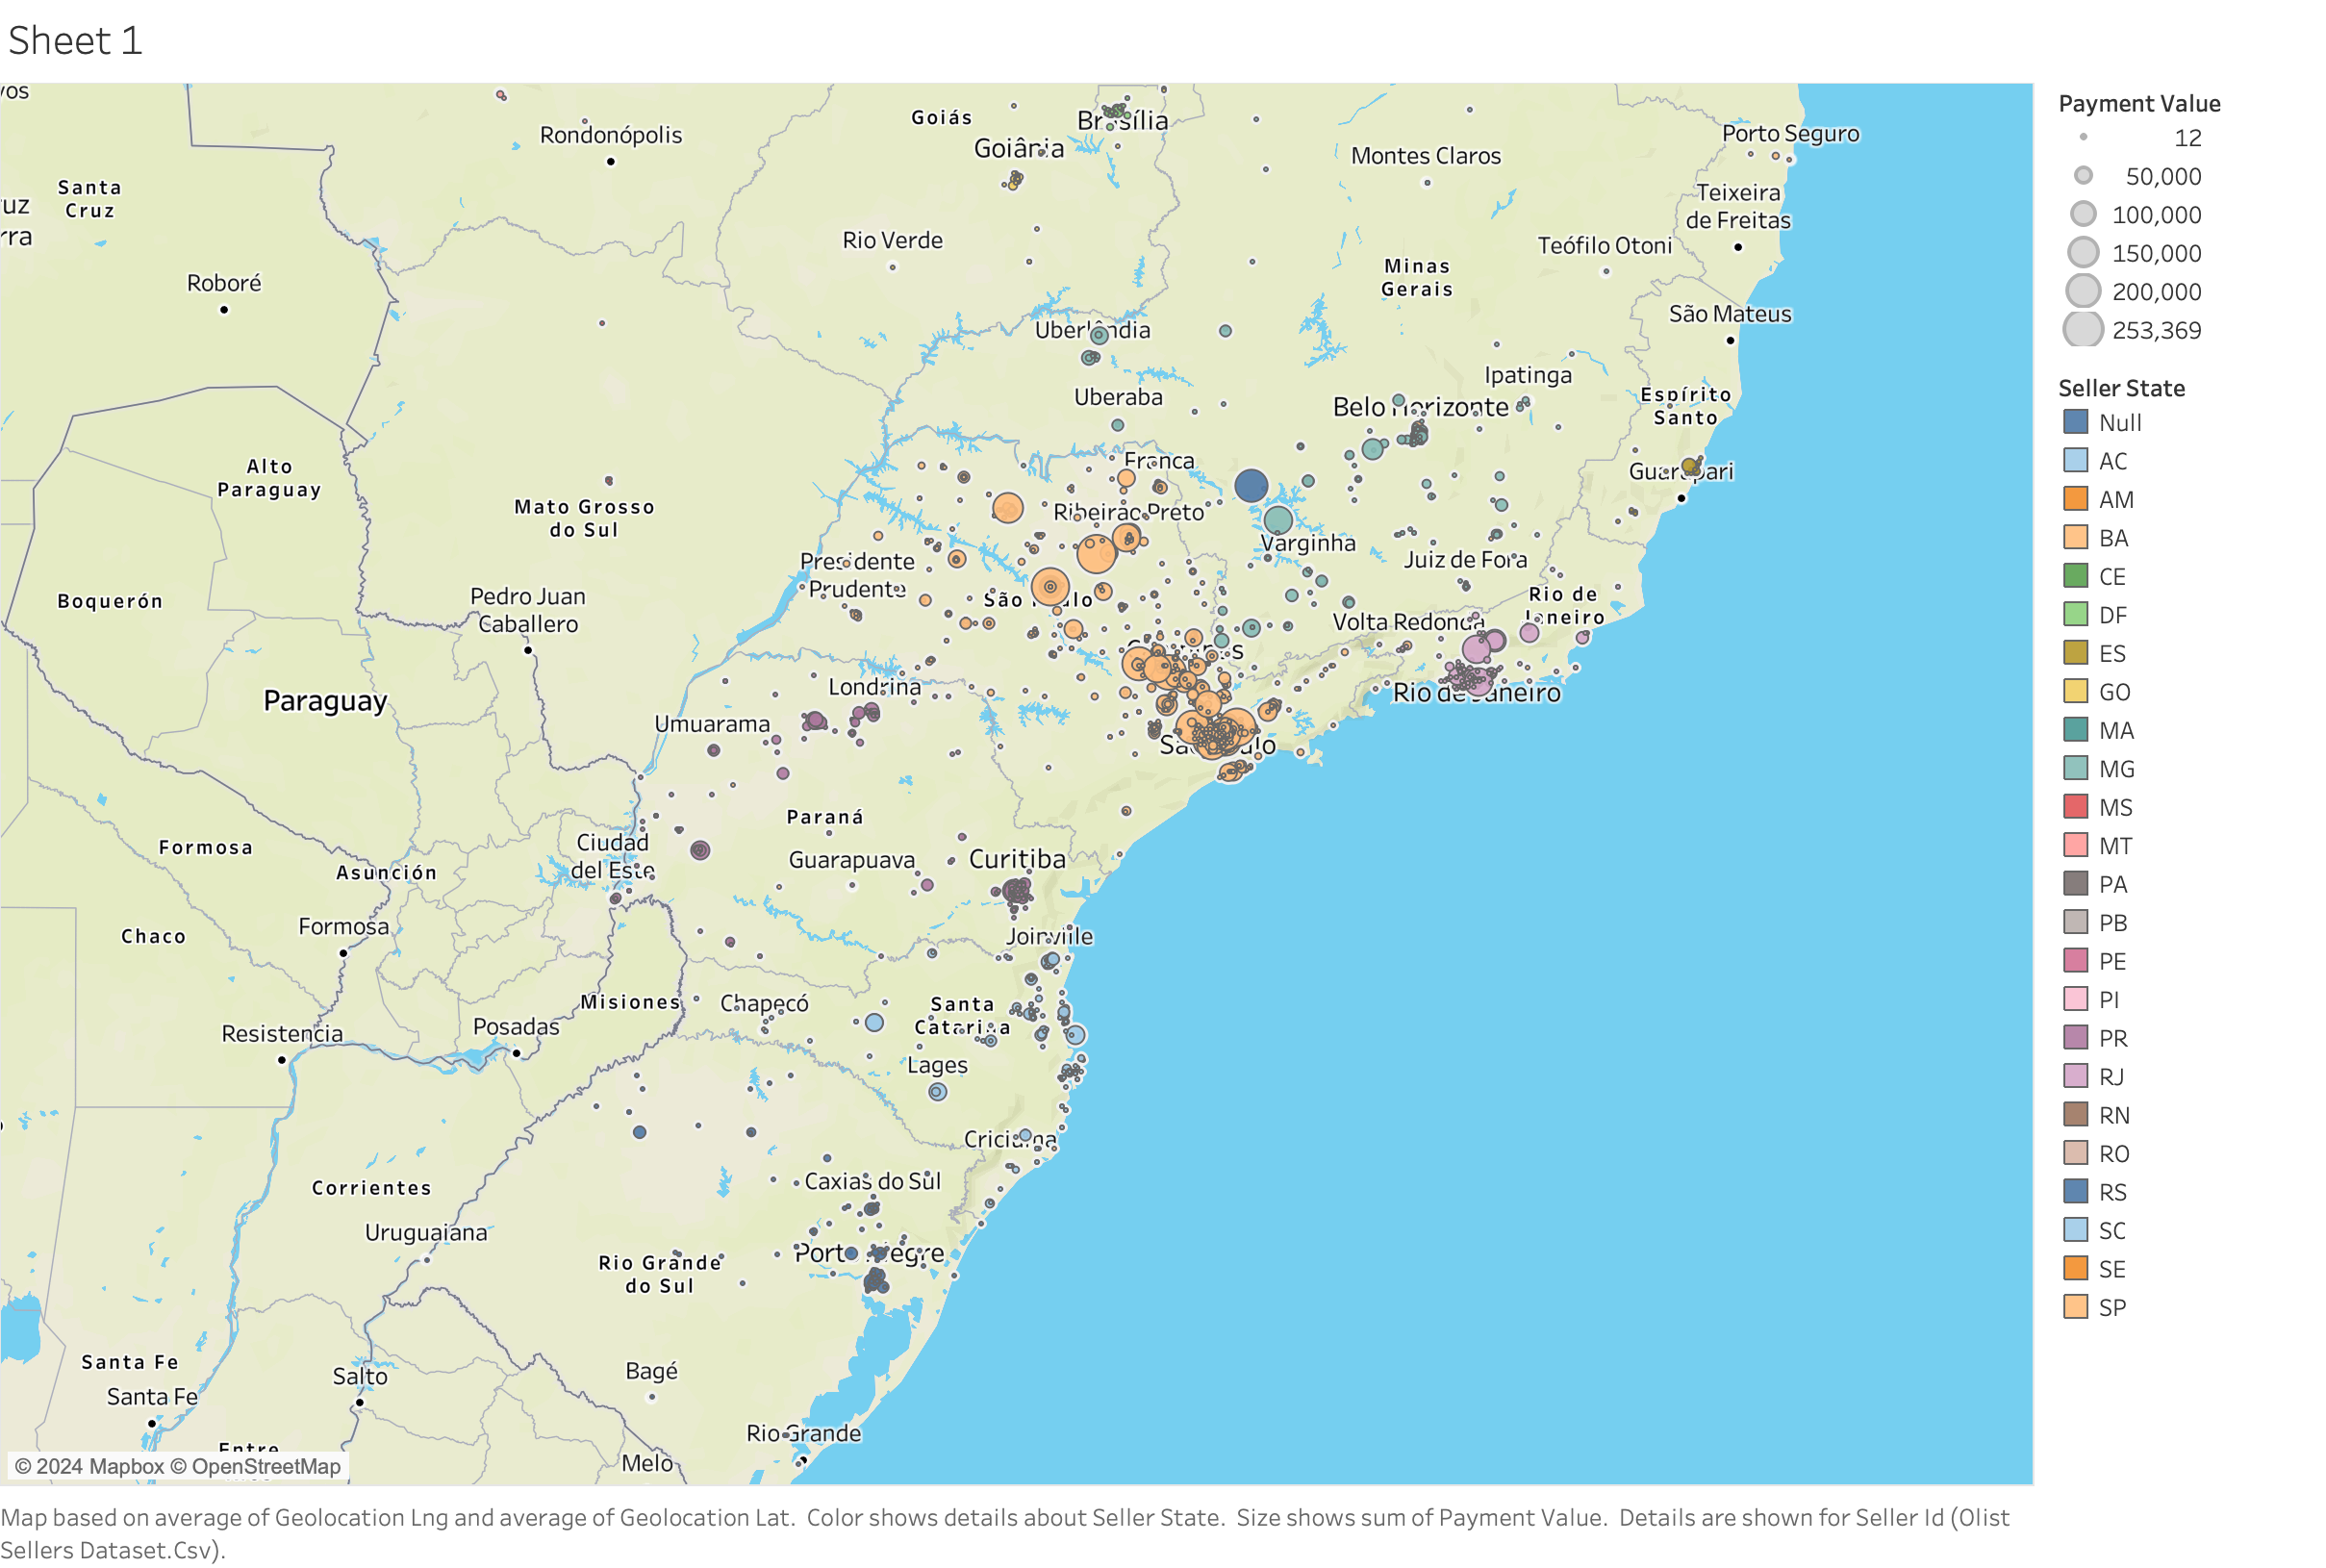 Sheet 1
vos
Rondonópolis
Goiás
Brasília
Goiânia
Montes Claros
Porto Seguro
Santa
Cruz
uz
rra
Teixeira
de Freitas
Rio Verde
Teófilo Otoni
Minas
Gerais
Roboré
São Mateus
Uberlândia
Ipatinga
Uberaba
Belo Horizonte
Espírito
Santo
Franca
Guarapari
Alto
Paraguay
Mato Grosso
do Sul
Ribeirão Preto
Varginha
Juiz de Fora
Presidente
Prudente
São Paulo
Boquerón
Pedro Juan
Caballero
Rio de
Janeiro
Volta Redonda
Campinas
Londrina
Rio de Janeiro
Paraguay
Umuarama
São Paulo
Paraná
Formosa
Ciudad
del Este
Guarapuava
Curitiba
Asunción
Formosa
Chaco
Joinville
Misiones
Chapecó
Santa
Catarina
Resistencia
Posadas
Lages
Criciúma
Corrientes
Caxias do Sul
Uruguaiana
Rio Grande
do Sul
Porto Alegre
Santa Fe
Salto
Bagé
Santa Fe
Rio Grande
Entre
Melo
© 2024 Mapbox © OpenStreetMap
Payment Value
12
50,000
100,000
150,000
200,000
253,369
Seller State
Null
AC
AM
BA
CE
DF
ES
GO
MA
MG
MS
MT
PA
PB
PE
PI
PR
RJ
RN
RO
RS
SC
SE
SP
Map based on average of Geolocation Lng and average of Geolocation Lat.  Color shows details about Seller State.  Size shows sum of Payment Value.  Details are shown for Seller Id (Olist
Sellers Dataset.Csv).